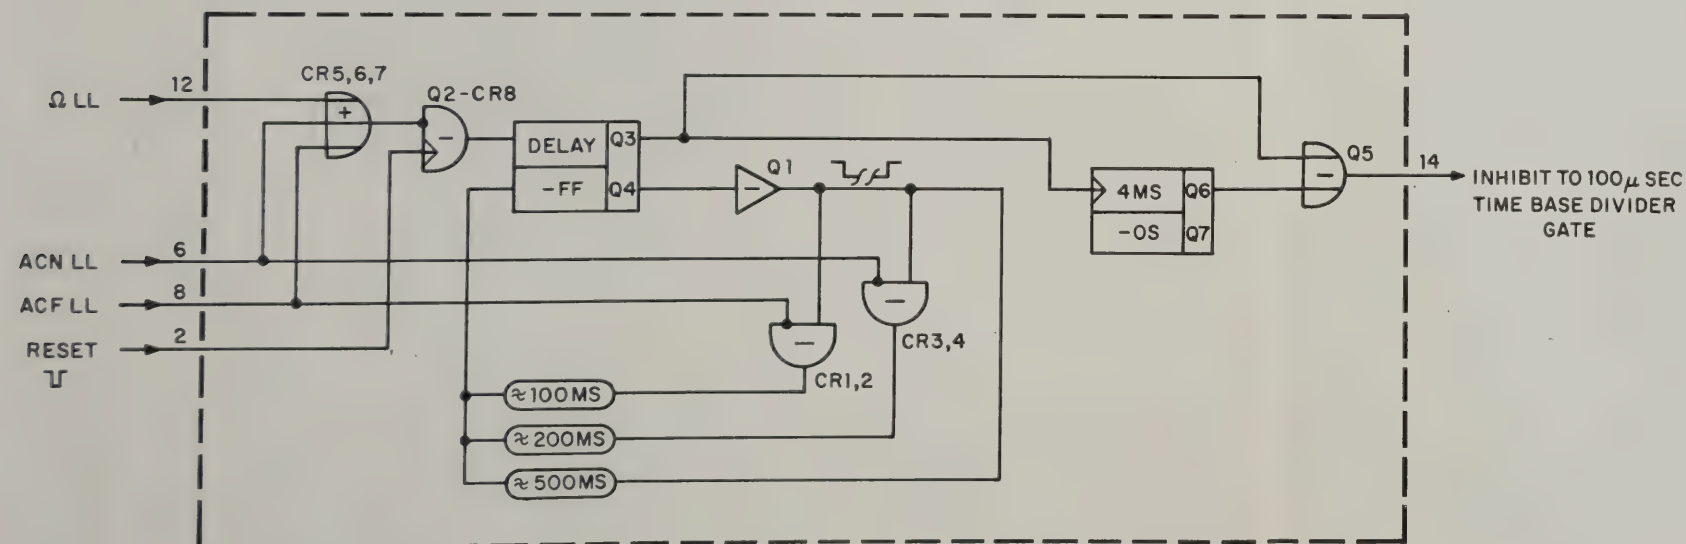 CR5,6,7
12
Ω LL
+
Q2-CR8
-
DELAY
Q3
-FF
Q4
Q1
-
Q5
-
14
INHIBIT TO 100μ SEC
TIME BASE DIVIDER
GATE
4MS
Q6
-OS
Q7
6
ACN LL
8
ACF LL
2
RESET
-
CR3,4
-
CR1,2
≈100MS
≈200MS
≈500MS